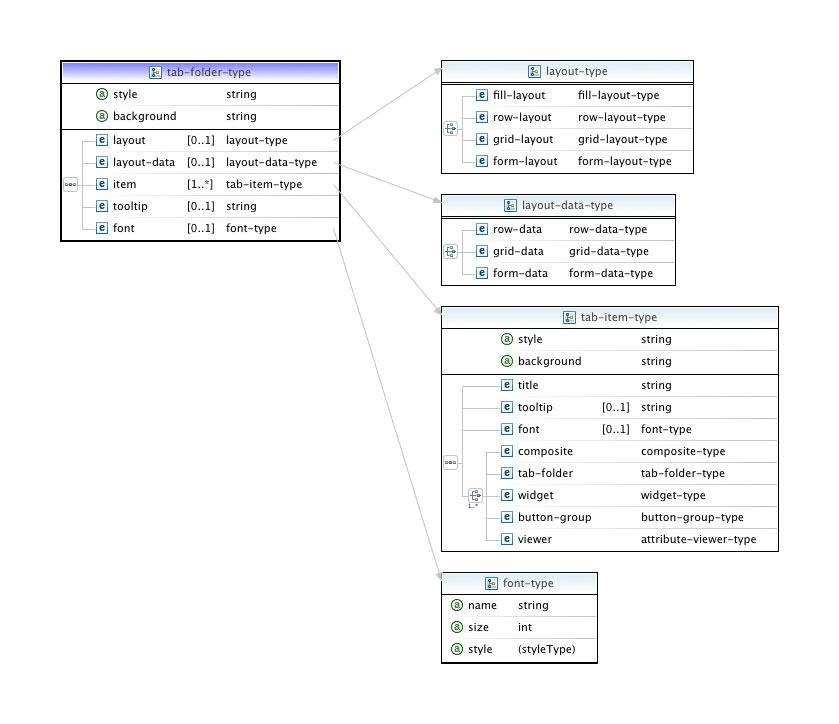 tab-folder-type
a style string
a background string
e layout [0..1] layout-type
e layout-data [0..1] layout-data-type
e item [1..*] tab-item-type
e tooltip [0..1] string
e font [0..1] font-type
layout-type
e fill-layout fill-layout-type
e row-layout row-layout-type
e grid-layout grid-layout-type
e form-layout form-layout-type
layout-data-type
e row-data row-data-type
e grid-data grid-data-type
e form-data form-data-type
tab-item-type
a style string
a background string
e title string
e tooltip [0..1] string
e font [0..1] font-type
e composite composite-type
e tab-folder tab-folder-type
e widget widget-type
1..*
e button-group button-group-type
e viewer attribute-viewer-type
font-type
a name string
a size int
a style (styleType)